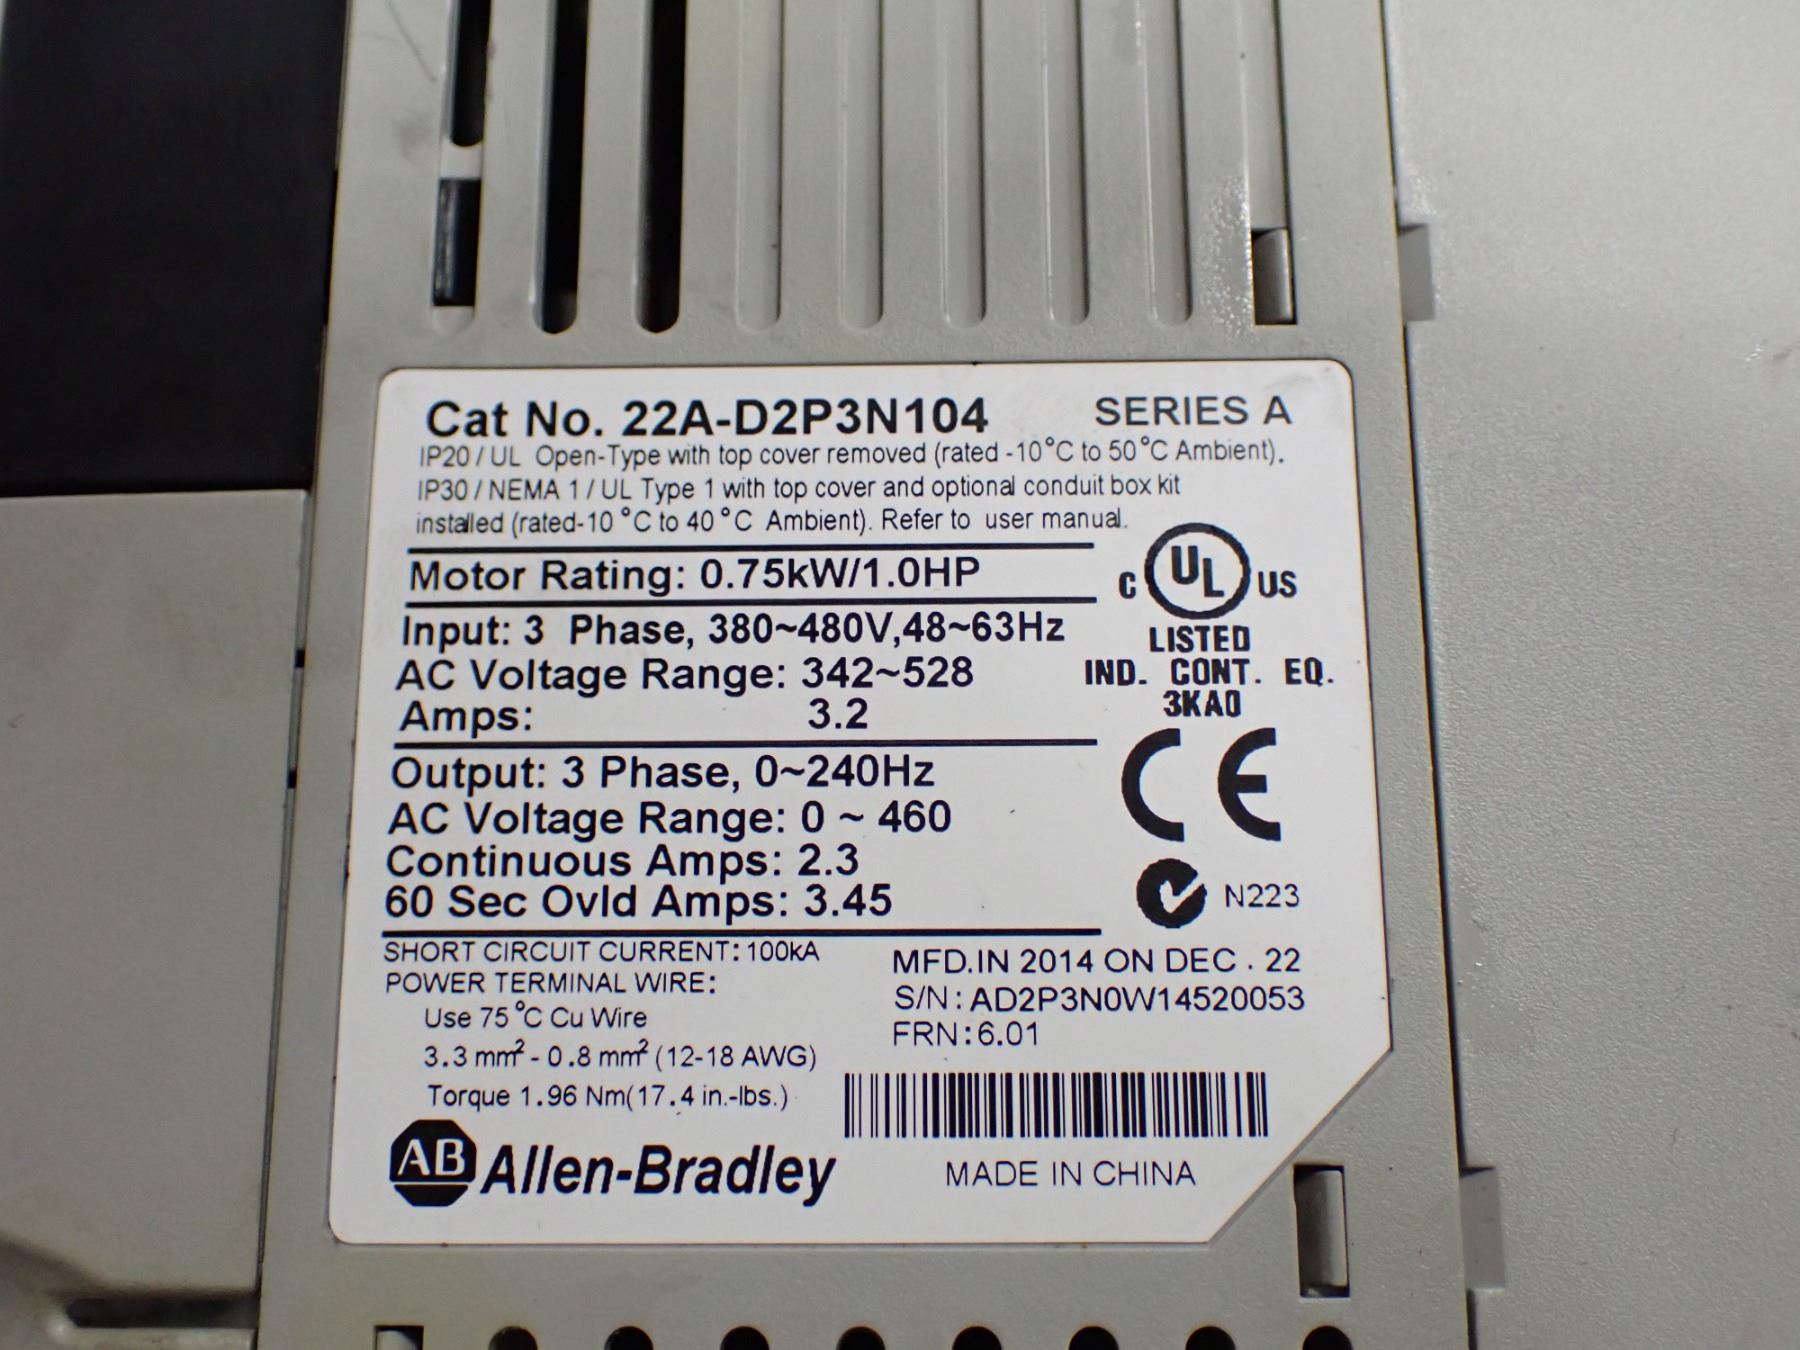 Cat No. 22A-D2P3N104 SERIES A
IP20 / UL Open-Type with top cover removed (rated -10°C to 50°C Ambient).
IP30 / NEMA 1 / UL Type 1 with top cover and optional conduit box kit
installed (rated-10 °C to 40 °C Ambient). Refer to user manual.
Motor Rating: 0.75kW/1.0HP
C UL US
LISTED
IND. CONT. EQ.
3KA0
Input: 3 Phase, 380~480V,48~63Hz
AC Voltage Range: 342~528
Amps: 3.2
Output: 3 Phase, 0~240Hz
AC Voltage Range: 0 ~ 460
Continuous Amps: 2.3
60 Sec Ovld Amps: 3.45
CE
N223
SHORT CIRCUIT CURRENT: 100kA
POWER TERMINAL WIRE:
Use 75 °C Cu Wire
3.3 mm² - 0.8 mm² (12-18 AWG)
Torque 1.96 Nm(17.4 in.-lbs.)
MFD.IN 2014 ON DEC . 22
S/N: AD2P3N0W14520053
FRN:6.01
AB Allen-Bradley
MADE IN CHINA